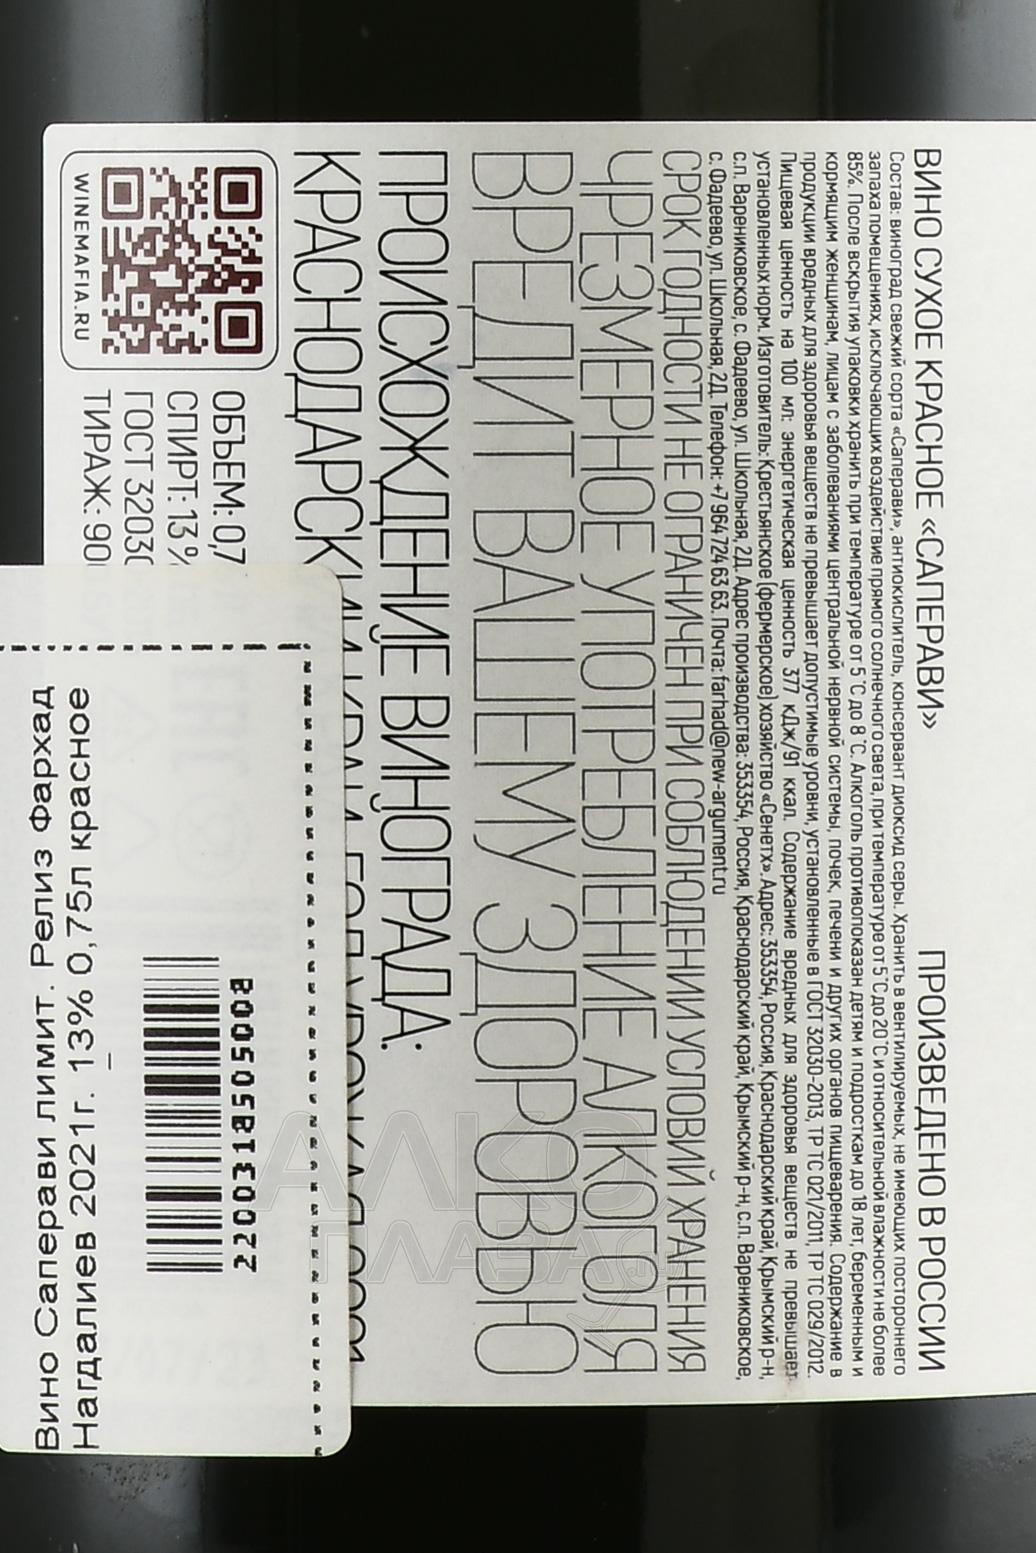 ВИНО СУХОЕ КРАСНОЕ «САПЕРАВИ» ПРОИЗВЕДЕНО В РОССИИ
Состав: виноград свежий сорта «Саперави», антиокислитель, консервант диоксид серы. Хранить в вентилируемых, не имеющих постороннего
запаха помещениях, исключающих воздействие прямого солнечного света, при температуре от 5 °С до 20 °С и относительной влажности не более
85%. После вскрытия упаковки хранить при температуре от 5 °С до 8 °С. Алкоголь противопоказан детям и подросткам до 18 лет, беременным и
кормящим женщинам, лицам с заболеваниями центральной нервной системы, почек, печени и других органов пищеварения. Содержание в
продукции вредных для здоровья веществ не превышает допустимые уровни, установленные в ГОСТ 32030-2013, ТР ТС 021/2011, ТР ТС 029/2012.
Пищевая ценность на 100 мл: энергетическая ценность 377 кДж/91 ккал. Содержание вредных для здоровья веществ не превышает
установленных норм. Изготовитель: Крестьянское (фермерское) хозяйство «Сенетх». Адрес: 353354, Россия, Краснодарский край, Крымский р-н,
с.п. Варениковское, с. Фадеево, ул. Школьная, 2Д. Адрес производства: 353354, Россия, Краснодарский край, Крымский р-н, с.п. Варениковское,
с. Фадеево, ул. Школьная, 2Д. Телефон: +7 964 724 63 63. Почта: farhad@new-argument.ru
СРОК ГОДНОСТИ НЕ ОГРАНИЧЕН ПРИ СОБЛЮДЕНИИ УСЛОВИЙ ХРАНЕНИЯ
ЧРЕЗМЕРНОЕ УПОТРЕБЛЕНИЕ АЛКОГОЛЯ
ВРЕДИТ ВАШЕМУ ЗДОРОВЬЮ
ПРОИСХОЖДЕНИЕ ВИНОГРАДА:
КРАСНОДАРСКИЙ КРАЙ
ОБЪЕМ: 0,7
СПИРТ: 13%
ГОСТ 32030
ТИРАЖ: 90
WINEMAFIA.RU
Вино Саперави лимит. Релиз Фархад
Нагдалиев 2021г. 13% 0,75л красное
2200318505002
АЛКО
ПЛАЗА